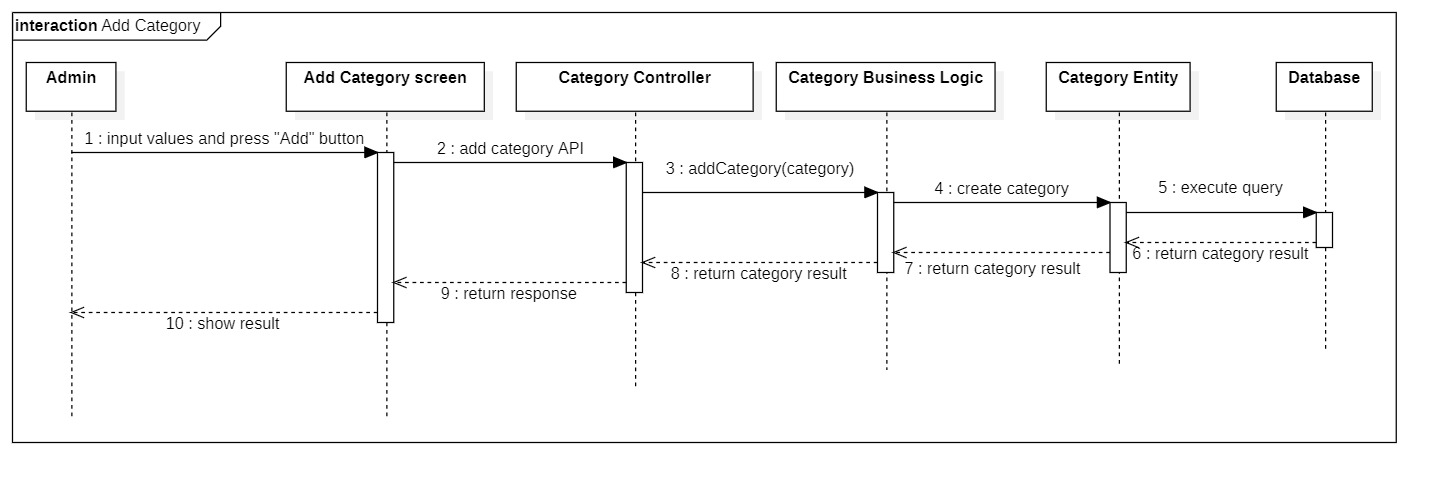 interaction Add Category
Admin
Add Category screen
Category Controller
Category Business Logic
Category Entity
Database
1 : input values and press "Add" button
2 : add category API
3 : addCategory(category)
4 : create category
5 : execute query
6 : return category result
7 : return category result
8 : return category result
9 : return response
10 : show result